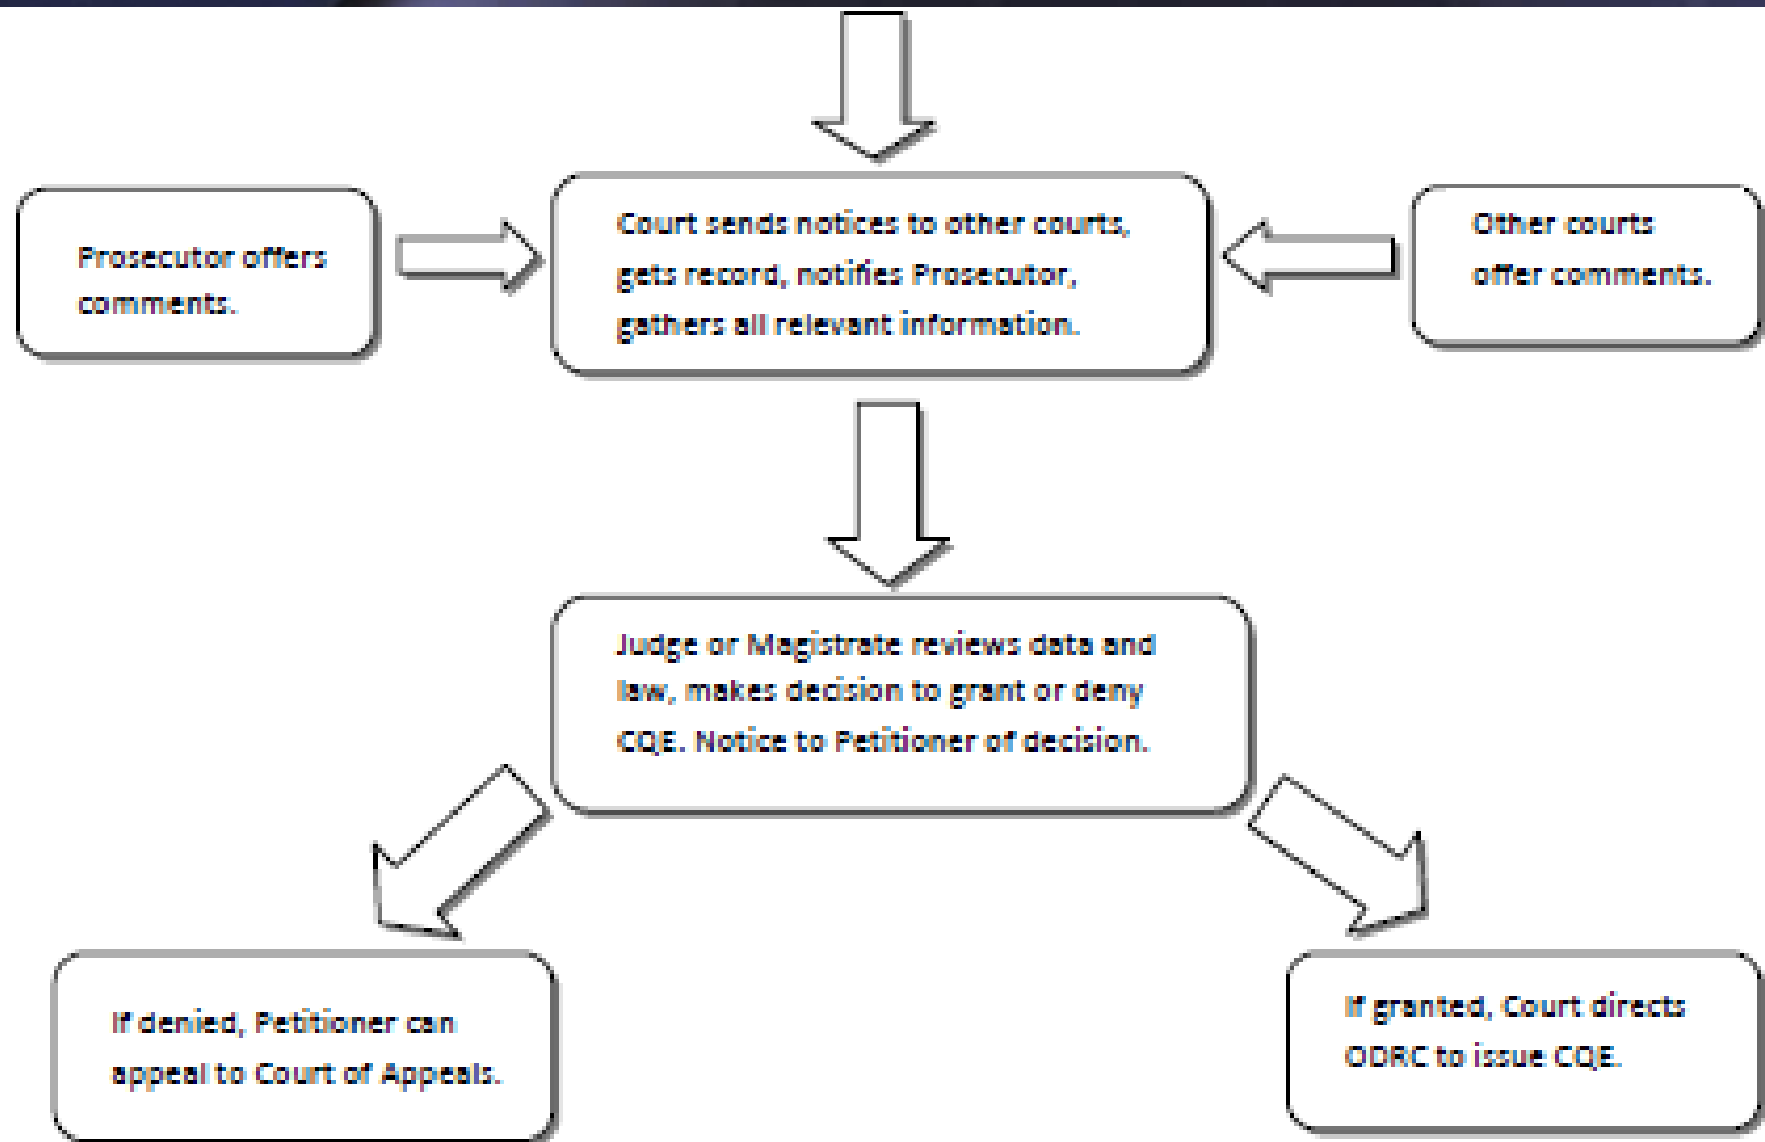 Prosecutor offers
comments.
Court sends notices to other courts,
gets record, notifies Prosecutor,
gathers all relevant information.
Other courts
offer comments.
Judge or Magistrate reviews data and
law, makes decision to grant or deny
CQE. Notice to Petitioner of decision.
If denied, Petitioner can
appeal to Court of Appeals.
If granted, Court directs
ODRC to issue CQE.